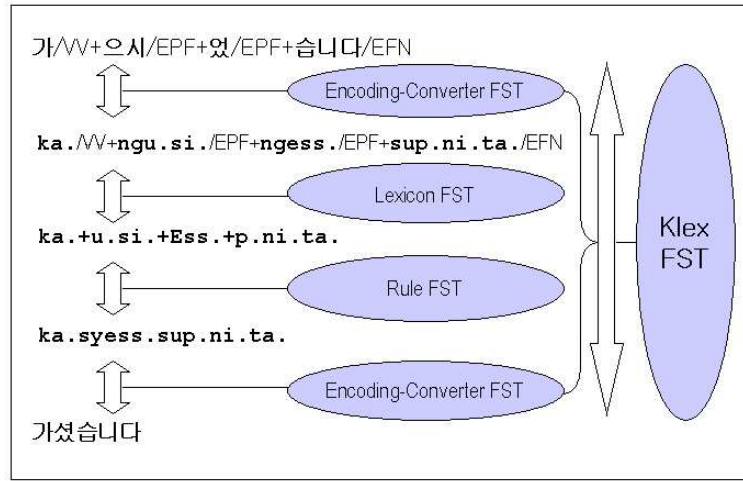 가/VV+으시/EPF+었/EPF+습니다/EFN
Encoding-Converter FST
ka./VV+ngu.si./EPF+ngess./EPF+sup.ni.ta./EFN
Lexicon FST
ka.+u.si.+Ess.+p.ni.ta.
Rule FST
ka.syess.sup.ni.ta.
Encoding-Converter FST
가셨습니다
Klex
FST